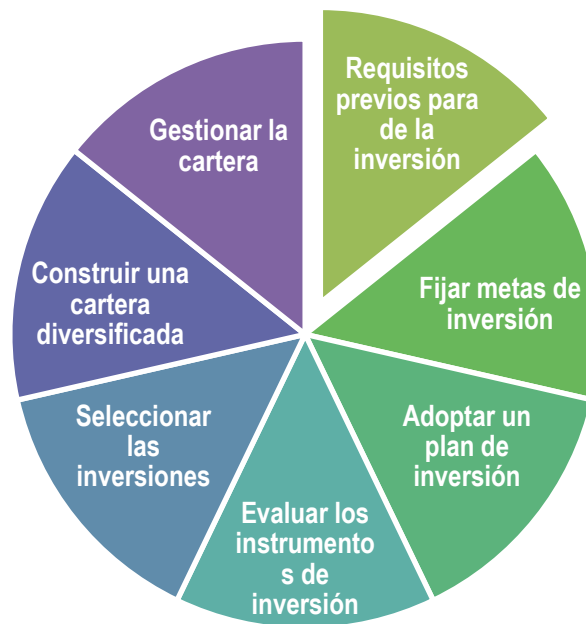 Requisitos
previos para
de la
inversión
Fijar metas de
inversión
Adoptar un
plan de
inversión
Evaluar los
instrumento
s de
inversión
Seleccionar
las
inversiones
Construir una
cartera
diversificada
Gestionar la
cartera